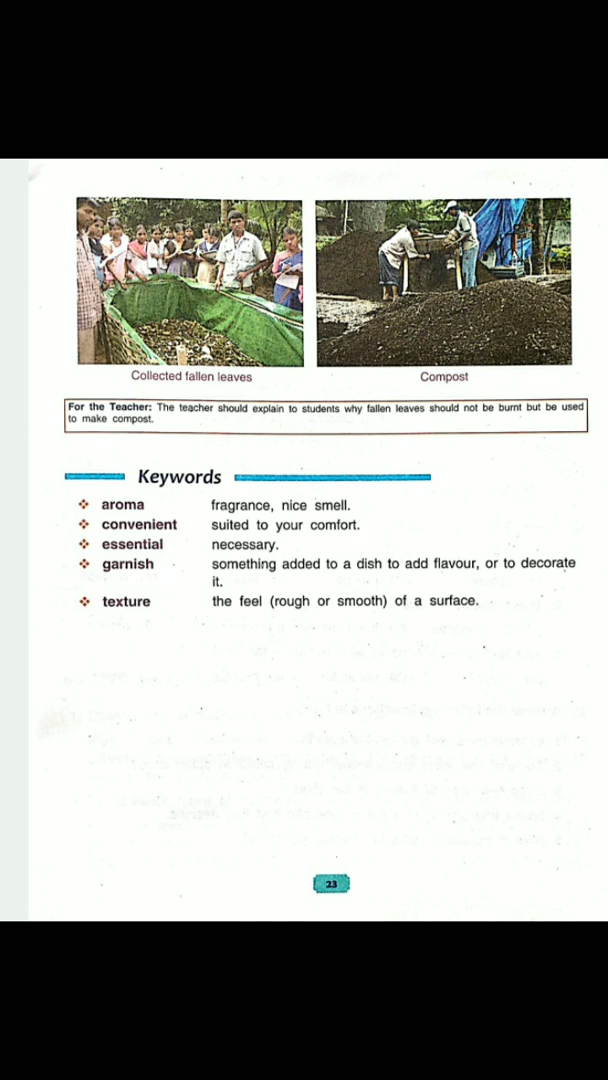 Collected fallen leaves
Compost
For the Teacher: The teacher should explain to students why fallen leaves should not be burnt but be used
to make compost.
Keywords
❖ aroma fragrance, nice smell.
❖ convenient suited to your comfort.
❖ essential necessary.
❖ garnish something added to a dish to add flavour, or to decorate
it.
❖ texture the feel (rough or smooth) of a surface.
23